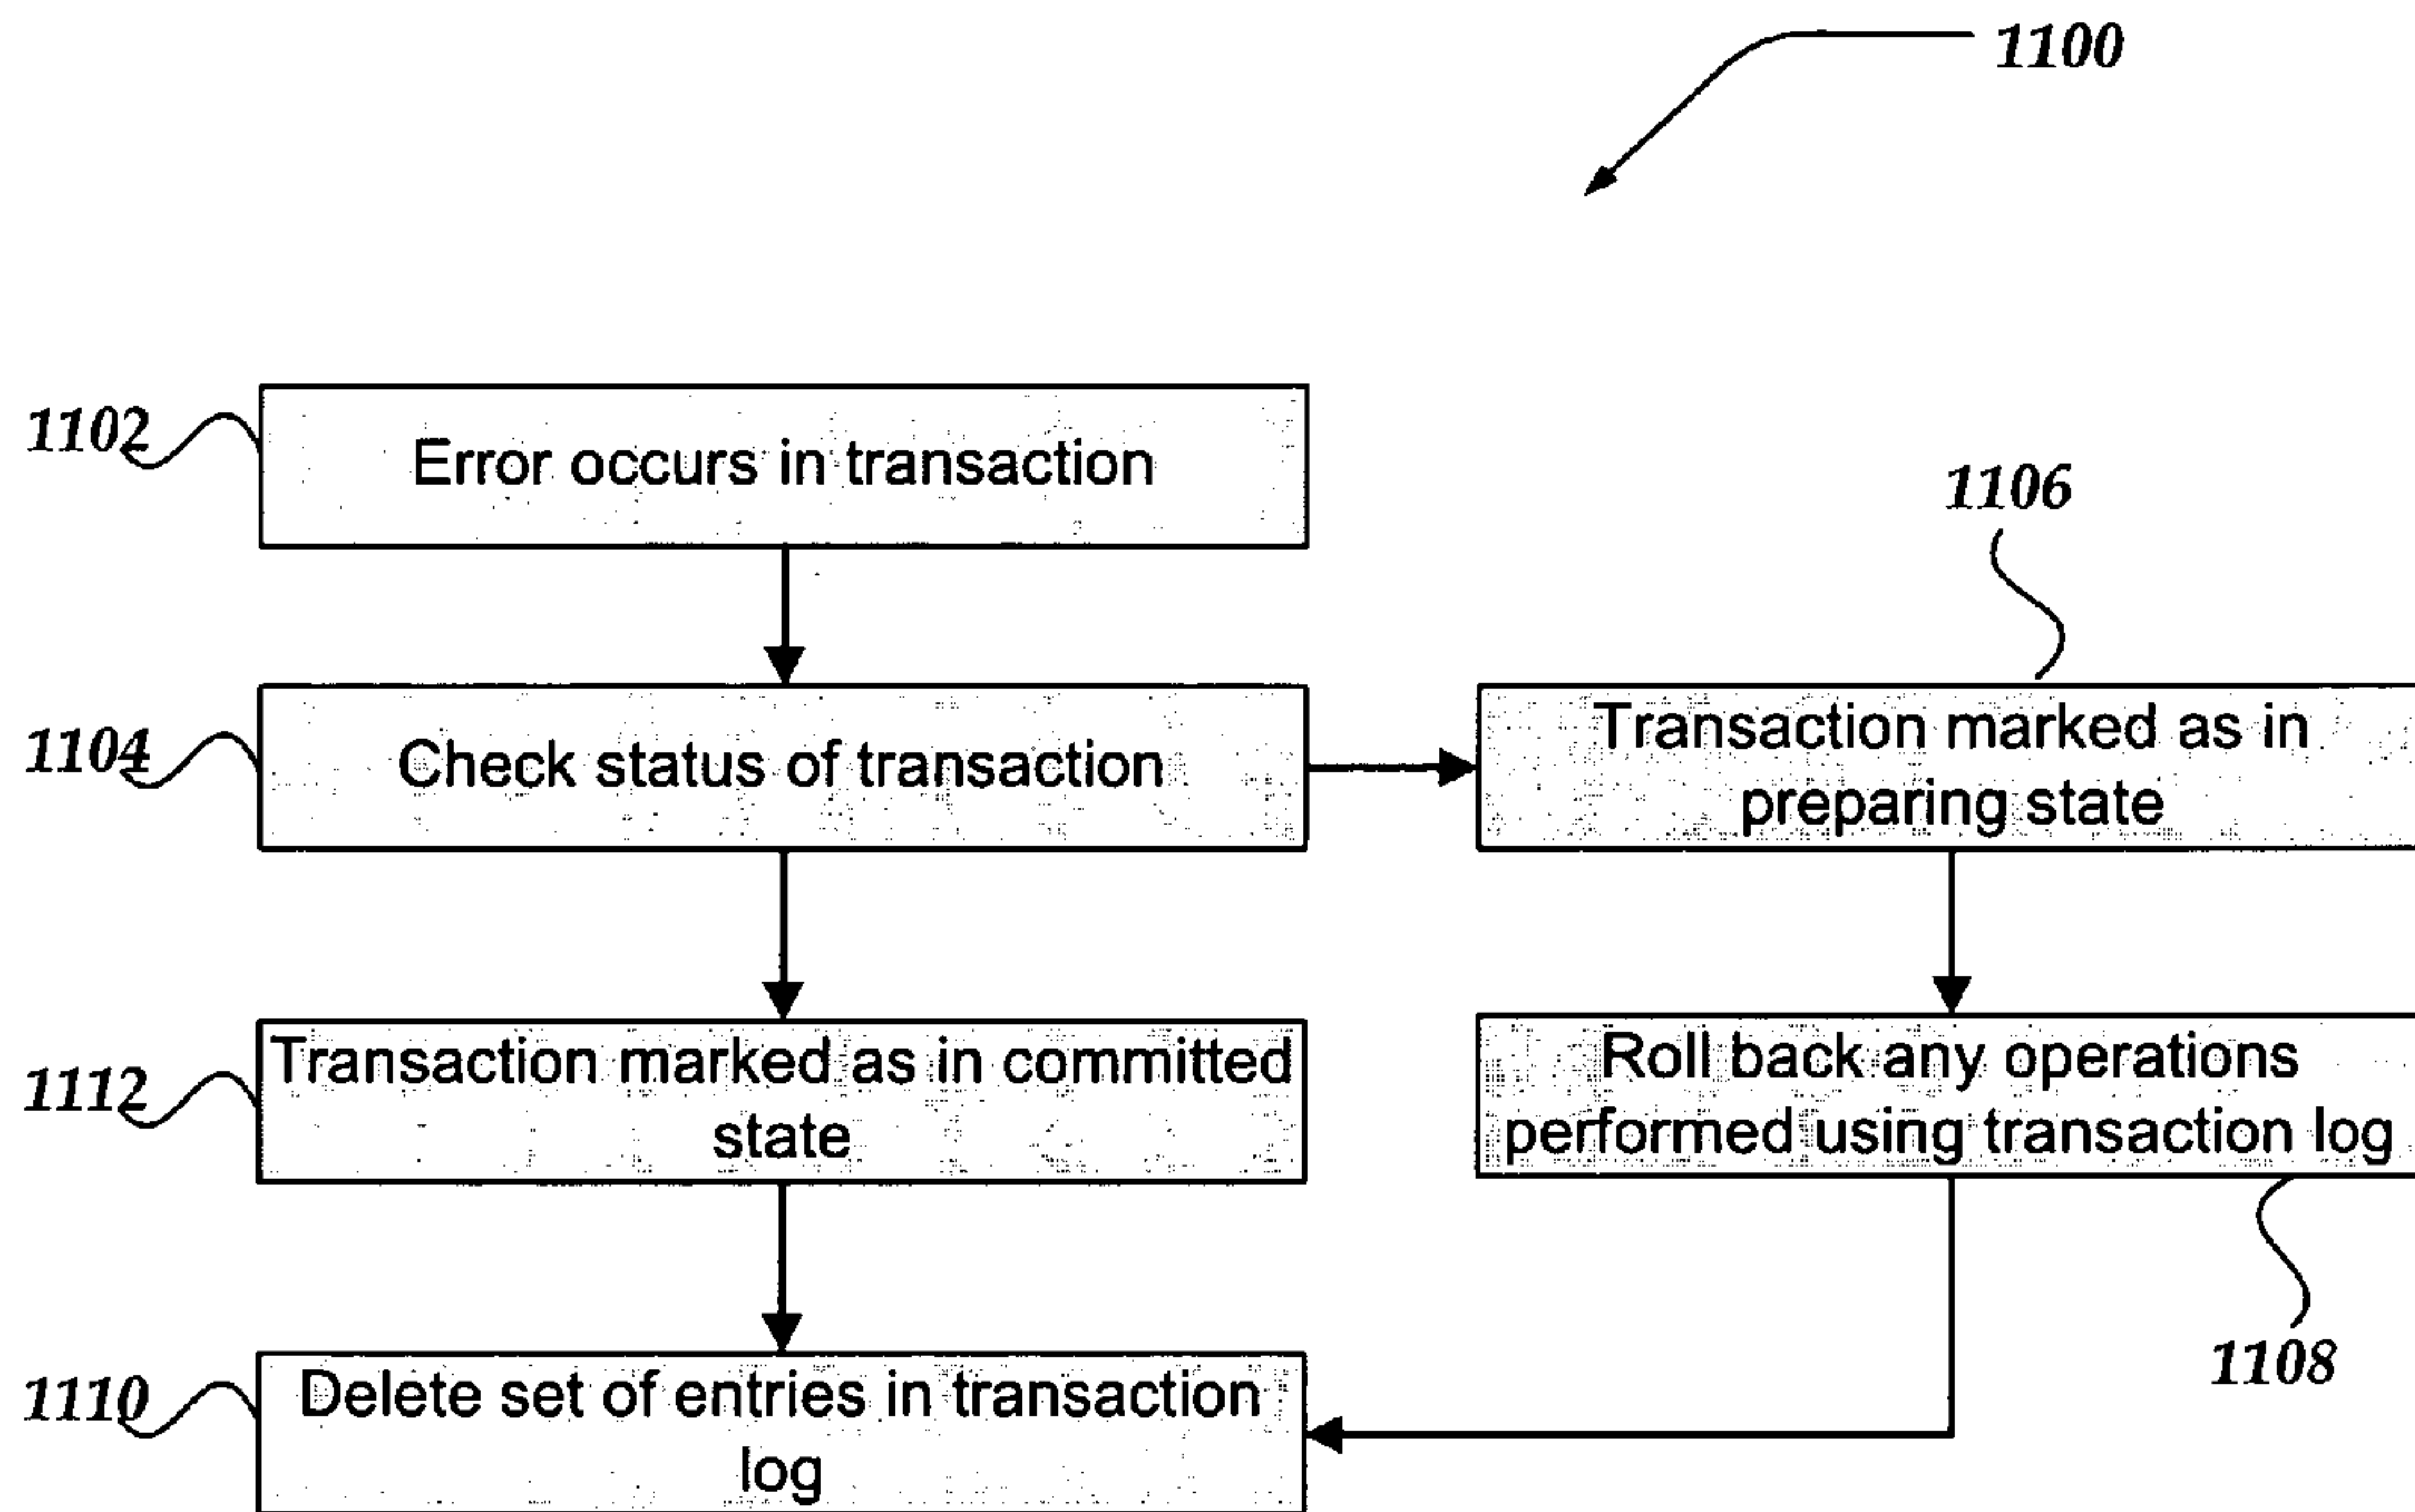 1100
1102
Error occurs in transaction
1106
1104
Check status of transaction
Transaction marked as in
preparing state
1112
Transaction marked as in committed
state
Roll back any operations
performed using transaction log
1108
1110
Delete set of entries in transaction
log